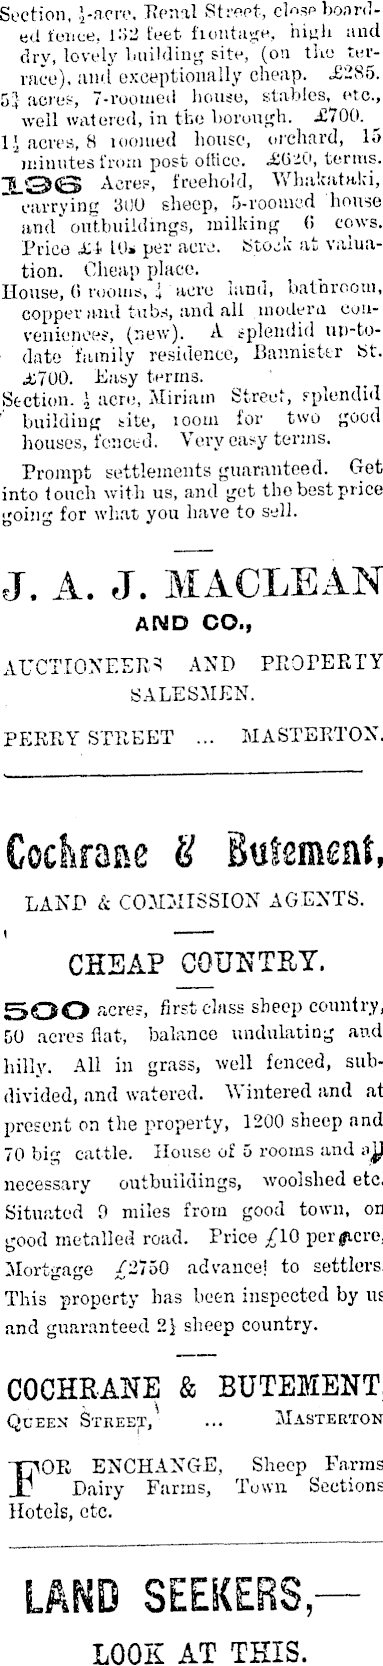 Section, ½-acre, Renal Street, close board-
ed fence, 132 feet frontage, high and
dry, lovely building site, (on the ter-
race), and exceptionally cheap. £285.
acres, 7-roomed house, stables, etc.,
well watered, in the borough. £700.
acres, 8 roomed house, orchard, 15
minutes from post office. £620, terms.
196 Acres, freehold, Whakataki,
carrying 300 sheep, 5-roomed house
and outbuildings, milking 6 cows.
Price £4 10s per acre. Stock at valua-
tion. Cheap place.
House, 6 rooms, acre land, bathroom,
copper and tubs, and all modern con-
veniences, (new). A splendid up-to-
date family residence, Bannister St.
£700. Easy terms.
Section. ½ acre, Miriam Street, splendid
building site, room for two good
houses, fenced. Very easy terms.
Prompt settlements guaranteed. Get
into touch with us, and get the best price
going for what you have to sell.
J. A. J. MACLEAN
AND CO.,
AUCTIONEERS AND PROPERTY
SALESMEN.
PERRY STREET ... MASTERTON.
Cochrane & Butement,
LAND & COMMISSION AGENTS.
CHEAP COUNTRY.
500 acres, first class sheep country,
50 acres flat, balance undulating and
hilly. All in grass, well fenced, sub-
divided, and watered. Wintered and at
present on the property, 1200 sheep and
70 big cattle. House of 5 rooms and all
necessary outbuildings, woolshed etc.
Situated 9 miles from good town, on
good metalled road. Price £10 per acre,
Mortgage £2750 advance! to settlers.
This property has been inspected by us
and guaranteed 2½ sheep country.
COCHRANE & BUTEMENT,
QUEEN STREET, ... MASTERTON
FOR ENCHANGE, Sheep Farms
Dairy Farms, Town Sections
Hotels, etc.
LAND SEEKERS,—
LOOK AT THIS.